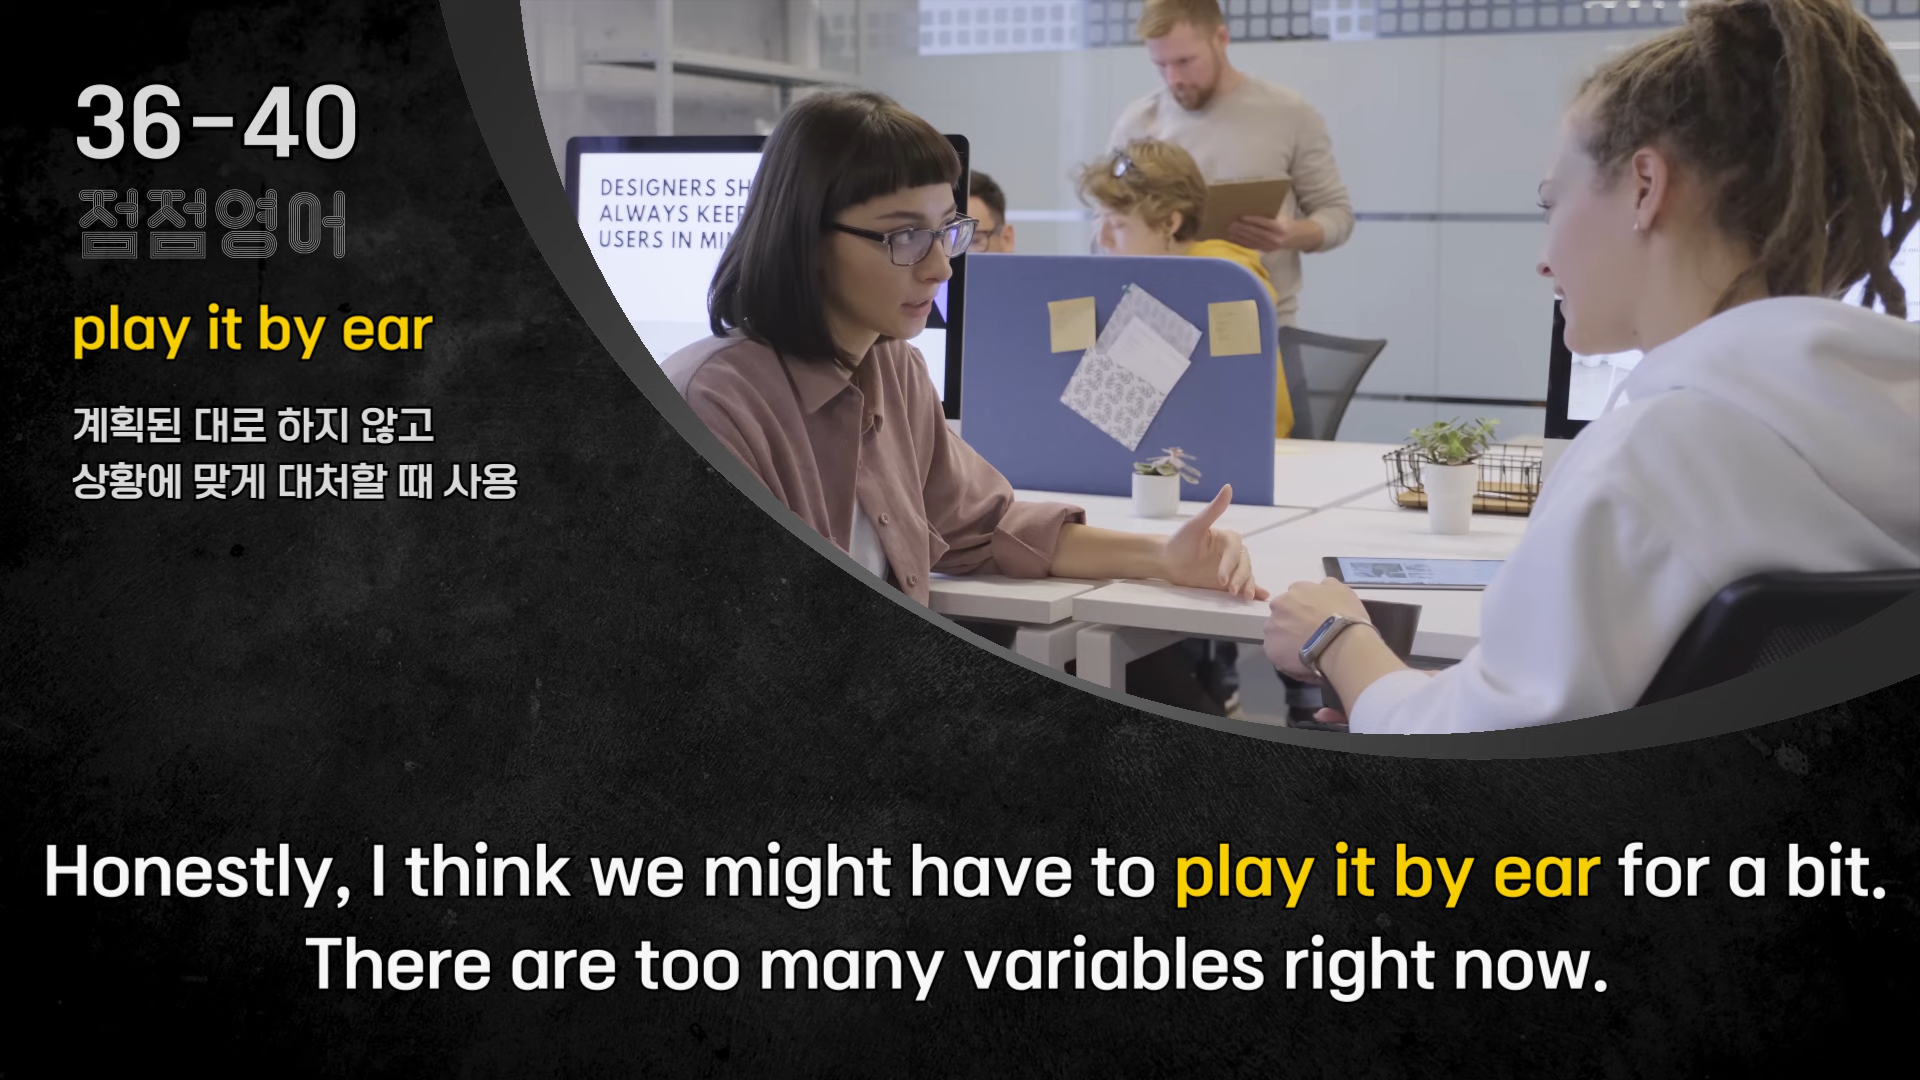 36-40
점점영어
play it by ear
계획된 대로 하지 않고
상황에 맞게 대처할 때 사용
DESIGNERS SH
ALWAYS KEEP
USERS IN MI
Honestly, I think we might have to play it by ear for a bit.
There are too many variables right now.